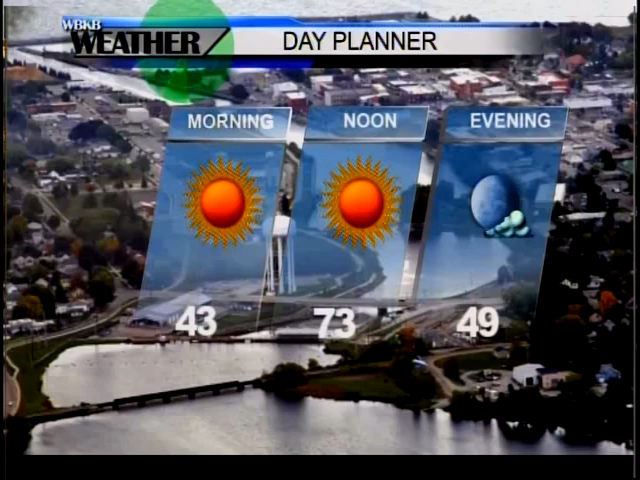 WBKB
WEATHER
DAY PLANNER
MORNING
NOON
EVENING
43
73
49